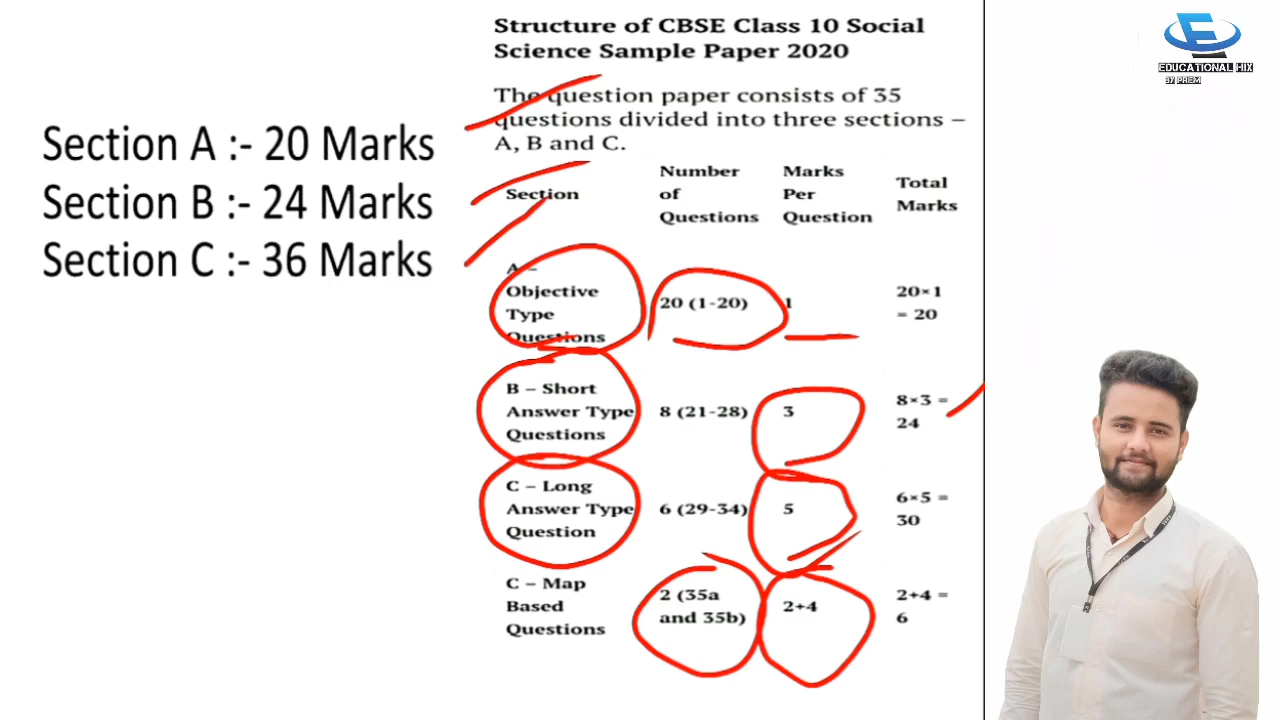 Section A :- 20 Marks
Section B :- 24 Marks
Section C :- 36 Marks
Structure of CBSE Class 10 Social
Science Sample Paper 2020
The question paper consists of 35
questions divided into three sections –
A, B and C.
Section
Number
of
Questions
Marks
Per
Question
Total
Marks
A –
Objective
Type
Questions
20 (1-20)
1
20×1
= 20
B – Short
Answer Type
Questions
8 (21-28)
3
8×3 =
24
C – Long
Answer Type
Question
6 (29-34)
5
6×5 =
30
C – Map
Based
Questions
2 (35a
and 35b)
2+4
2+4 =
6
EDUCATIONAL HIX
37 PREM